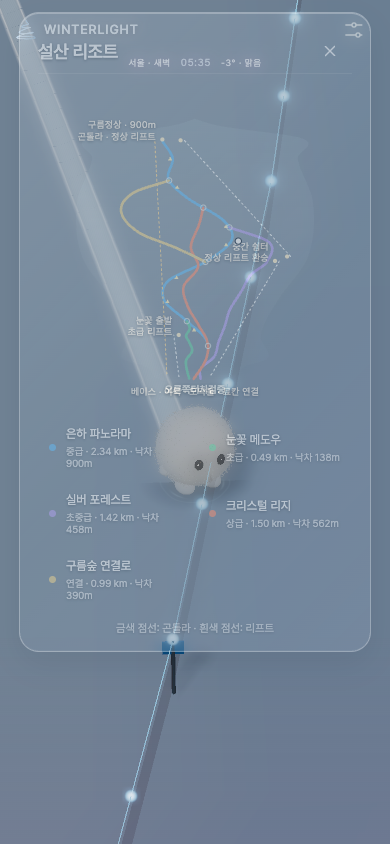 WINTERLIGHT
설산 리조트
서울 · 새벽 05:35 -3° · 맑음
구름정상 · 900m
곤돌라 · 정상 리프트
중간 쉘터
정상 리프트 환승
눈꽃 출발
초급 리프트
베이스 ·
연결
은하 파노라마
중급 · 2.34 km · 낙차
900m
눈꽃 메도우
초급 · 0.49 km · 낙차 138m
실버 포레스트
초중급 · 1.42 km · 낙차
458m
크리스털 리지
상급 · 1.50 km · 낙차 562m
구름숲 연결로
연결 · 0.99 km · 낙차
390m
금색 점선: 곤돌라 · 흰색 점선: 리프트